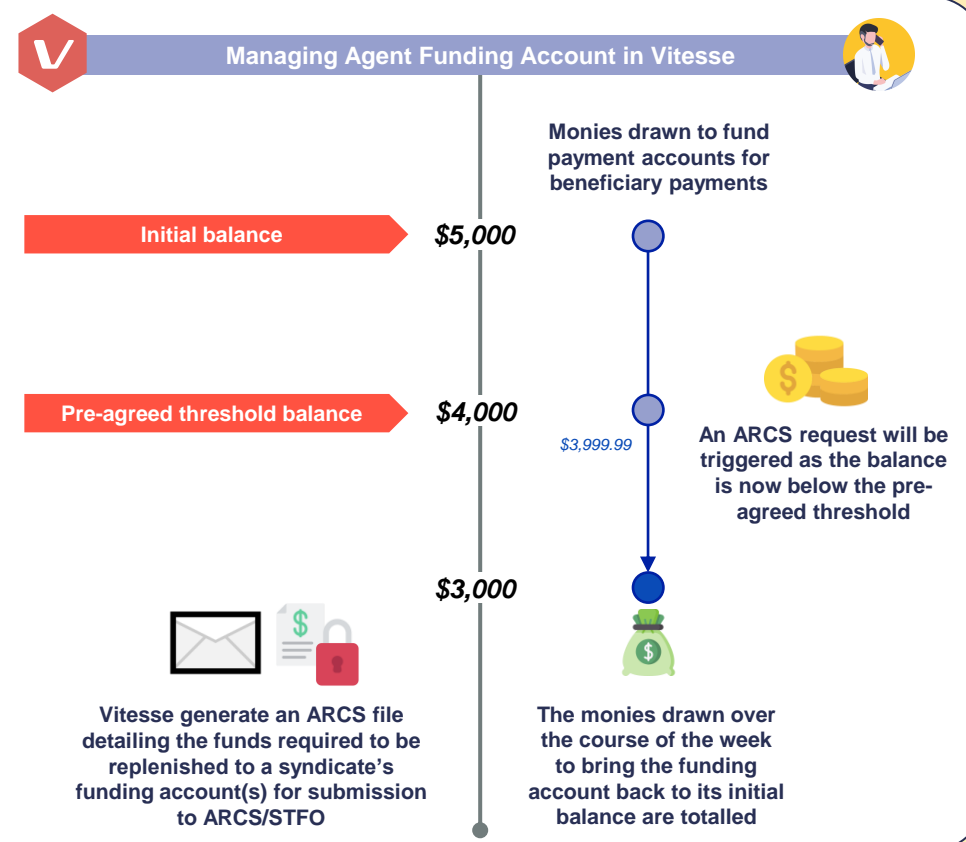 V
Managing Agent Funding Account in Vitesse
Monies drawn to fund
payment accounts for
beneficiary payments
Initial balance
$5,000
$
Pre-agreed threshold balance
$4,000
$3,999.99
An ARCS request will be
triggered as the balance
is now below the pre-
agreed threshold
$3,000
$
$
Vitesse generate an ARCS file
detailing the funds required to be
replenished to a syndicate's
funding account(s) for submission
to ARCS/STFO
The monies drawn over
the course of the week
to bring the funding
account back to its initial
balance are totalled